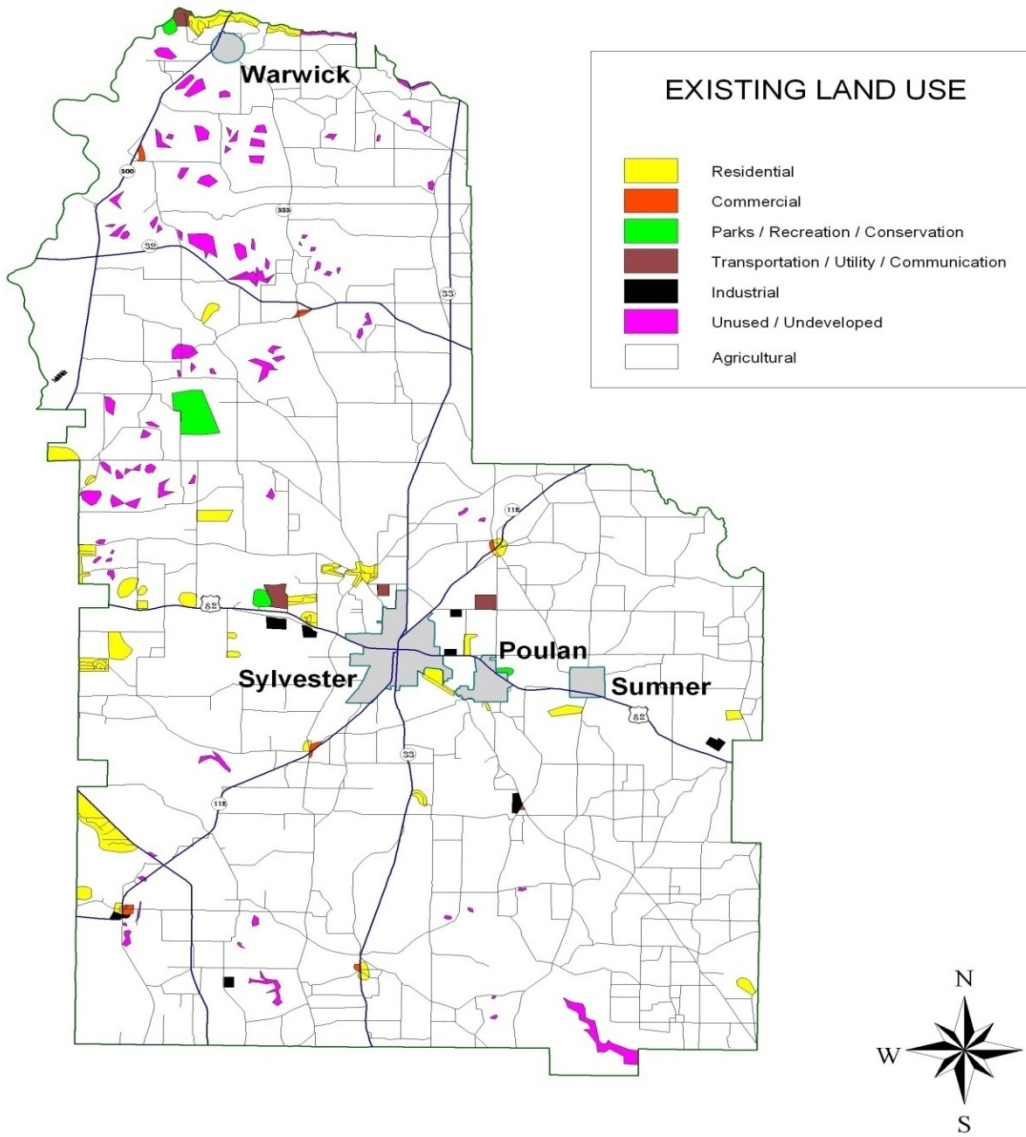 Warwick
EXISTING LAND USE
Residential
Commercial
Parks / Recreation / Conservation
Transportation / Utility / Communication
Industrial
Unused / Undeveloped
Agricultural
300
333
32
33
118
82
Poulan
Sylvester
Sumner
82
33
118
N
W
S